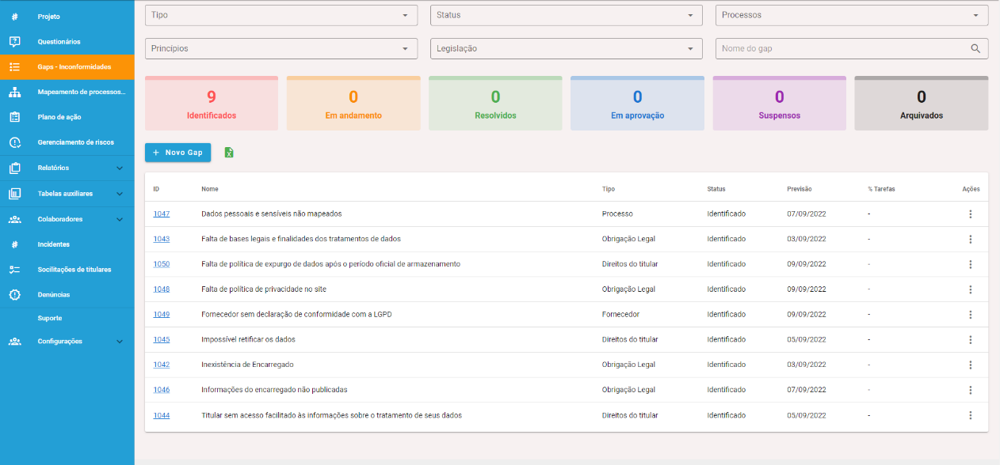 Projeto
Questionários
Gaps - Inconformidades
Mapeamento de processos...
Plano de ação
Gerenciamento de riscos
Relatórios
Tabelas auxiliares
Colaboradores
Incidentes
Socilitações de titulares
Denúncias
Suporte
Configurações
Tipo Status Processos
Princípios Legislação Nome do gap
9 0 0 0 0 0
Identificados Em andamento Resolvidos Em aprovação Suspensos Arquivados
+ Novo Gap
ID Nome Tipo Status Previsão % Tarefas Ações
1047 Dados pessoais e sensíveis não mapeados Processo Identificado 07/09/2022 -
1043 Falta de bases legais e finalidades dos tratamentos de dados Obrigação Legal Identificado 03/09/2022 -
1050 Falta de política de expurgo de dados após o período oficial de armazenamento Direitos do titular Identificado 09/09/2022 -
1048 Falta de política de privacidade no site Obrigação Legal Identificado 09/09/2022 -
1049 Fornecedor sem declaração de conformidade com a LGPD Fornecedor Identificado 09/09/2022 -
1045 Impossível retificar os dados Direitos do titular Identificado 05/09/2022 -
1042 Inexistência de Encarregado Obrigação Legal Identificado 03/09/2022 -
1046 Informações do encarregado não publicadas Obrigação Legal Identificado 07/09/2022 -
1044 Titular sem acesso facilitado às informações sobre o tratamento de seus dados Direitos do titular Identificado 05/09/2022 -